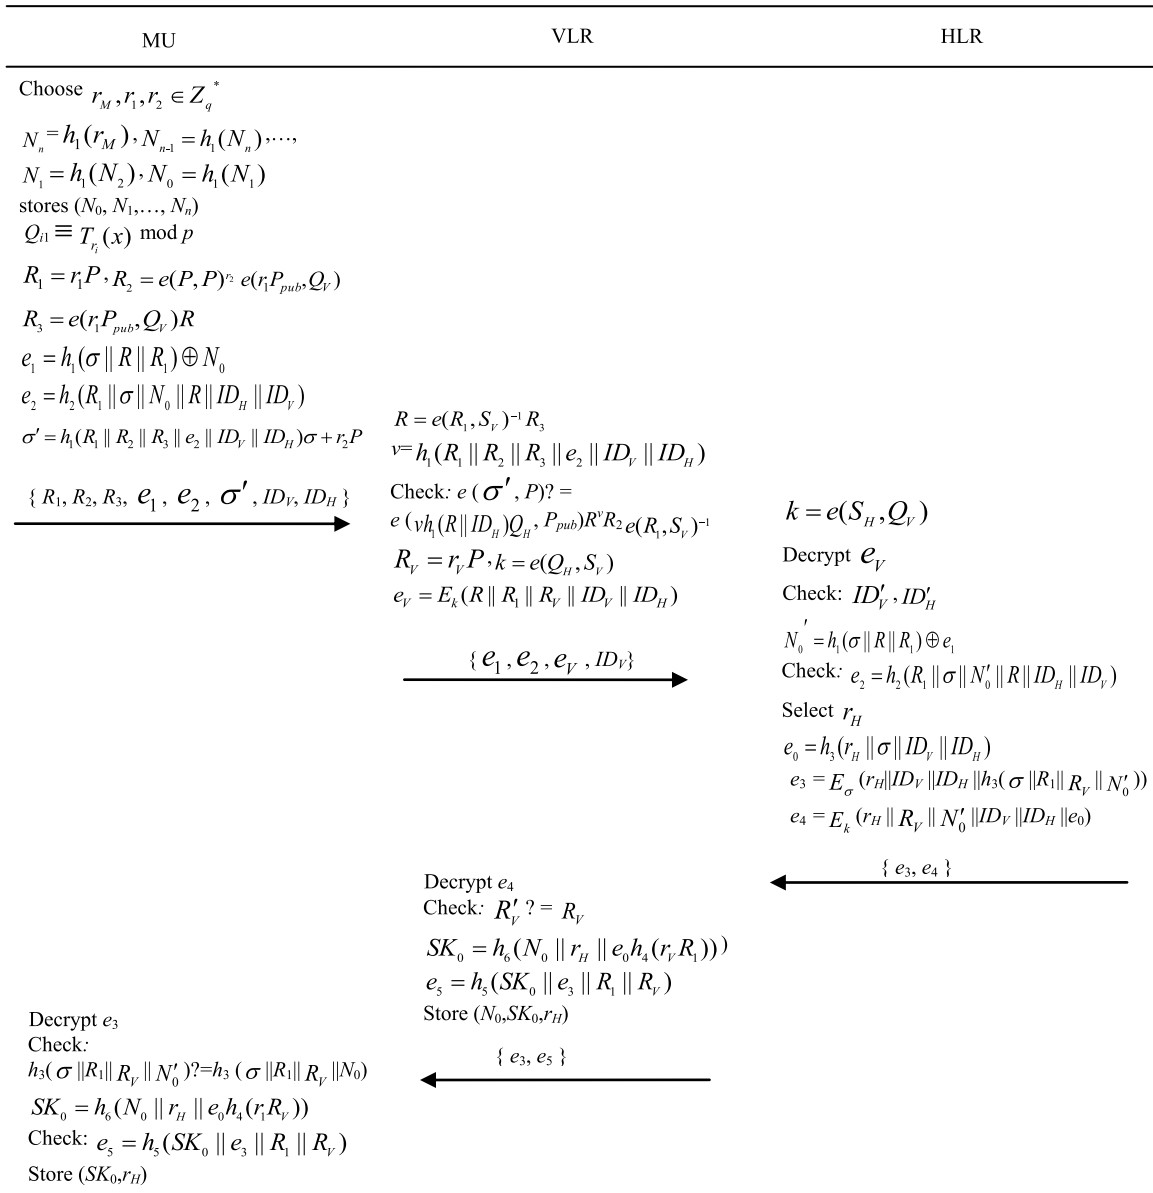 MU VLR HLR
Choose r_M, r_1, r_2 ∈ Z_q^*
N_n = h_1(r_M), N_{n-1} = h_1(N_n),…,
N_1 = h_1(N_2), N_0 = h_1(N_1)
stores (N_0, N_1,…, N_n)
Q_{i1} ≡ T_{r_i}(x) mod p
R_1 = r_1P, R_2 = e(P,P)^{r_2} e(r_1P_{pub},Q_V)
R_3 = e(r_1P_{pub},Q_V)R
e_1 = h_1(σ || R || R_1) ⊕ N_0
e_2 = h_2(R_1 || σ || N_0 || R || ID_H || ID_V)
σ′ = h_1(R_1 || R_2 || R_3 || e_2 || ID_V || ID_H)σ + r_2P
{ R_1, R_2, R_3, e_1, e_2, σ′, ID_V, ID_H }
R = e(R_1, S_V)^{-1} R_3
v= h_1(R_1 || R_2 || R_3 || e_2 || ID_V || ID_H)
Check: e (σ′, P)? =
e (vh_1(R || ID_H)Q_H, P_{pub})R^vR_2 e(R_1, S_V)^{-1}
R_V = r_VP, k = e(Q_H, S_V)
e_V = E_k(R || R_1 || R_V || ID_V || ID_H)
{ e_1, e_2, e_V, ID_V}
k = e(S_H, Q_V)
Decrypt e_V
Check: ID′_V, ID′_H
N_0′ = h_1(σ || R || R_1) ⊕ e_1
Check: e_2 = h_2(R_1 || σ || N′_0 || R || ID_H || ID_V)
Select r_H
e_0 = h_3(r_H || σ || ID_V || ID_H)
e_3 = E_σ (r_H||ID_V ||ID_H ||h_3(σ ||R_1|| R_V || N′_0))
e_4 = E_k (r_H || R_V || N′_0 ||ID_V ||ID_H ||e_0)
{ e_3, e_4 }
Decrypt e_4
Check: R′_V ? = R_V
SK_0 = h_6(N_0 || r_H || e_0h_4(r_VR_1)))
e_5 = h_5(SK_0 || e_3 || R_1 || R_V)
Store (N_0,SK_0,r_H)
{ e_3, e_5 }
Decrypt e_3
Check:
h_3(σ ||R_1|| R_V || N′_0)?=h_3 (σ ||R_1|| R_V ||N_0)
SK_0 = h_6(N_0 || r_H || e_0h_4(r_1R_V))
Check: e_5 = h_5(SK_0 || e_3 || R_1 || R_V)
Store (SK_0,r_H)